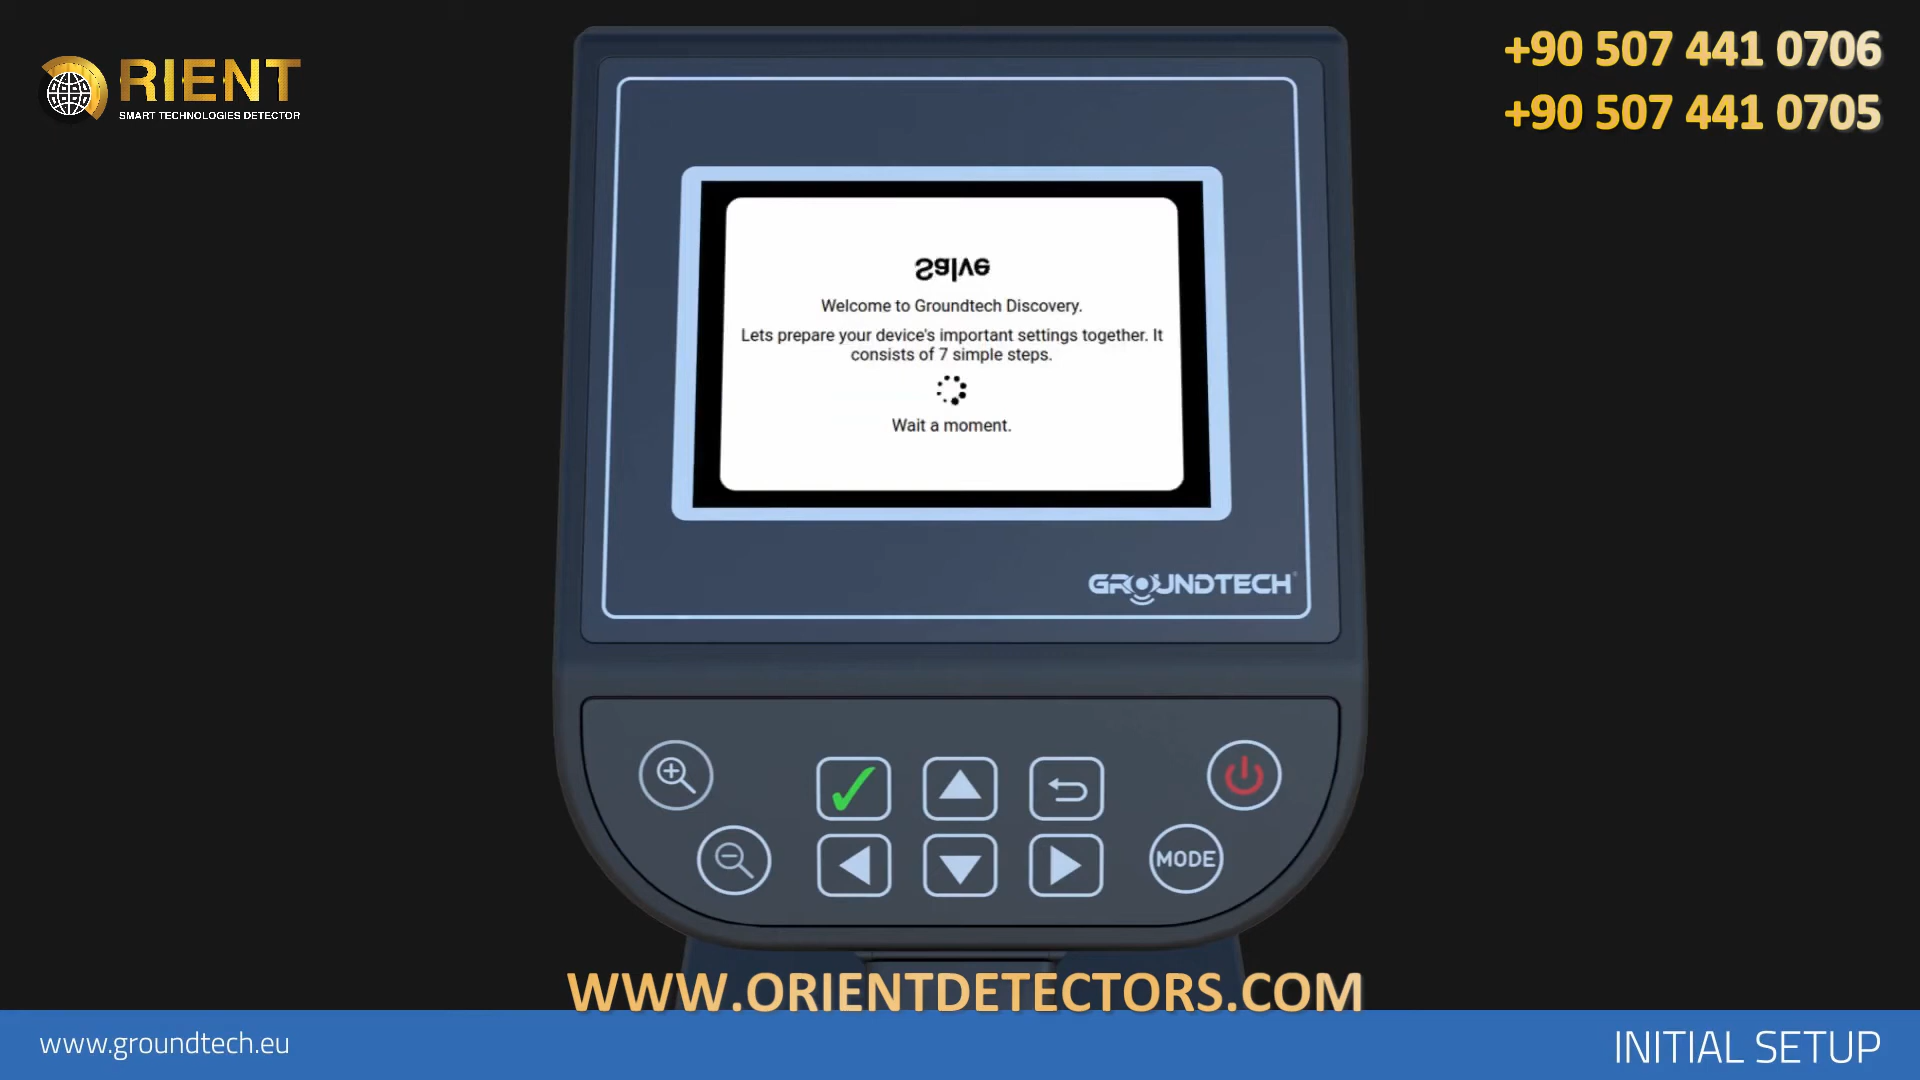 ORIENT
SMART TECHNOLOGIES DETECTOR
+90 507 441 0706
+90 507 441 0705
Salve
Welcome to Groundtech Discovery.
Lets prepare your device's important settings together. It
consists of 7 simple steps.
Wait a moment.
GROUNDTECH
MODE
WWW.ORIENTDETECTORS.COM
www.groundtech.eu
INITIAL SETUP